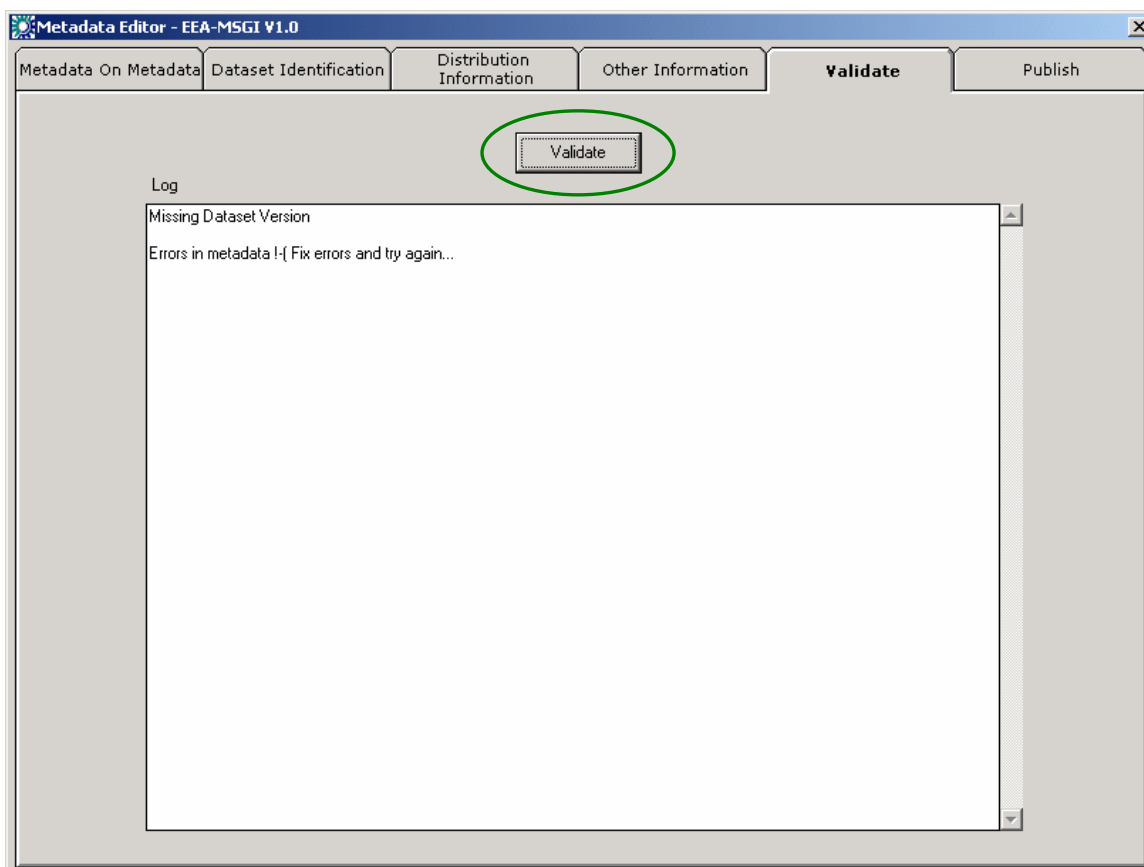 Metadata Editor - EEA-MSGI V1.0
Metadata On Metadata
Dataset Identification
Distribution
Information
Other Information
Validate
Publish
Validate
Log
Missing Dataset Version
Errors in metadata !-( Fix errors and try again...